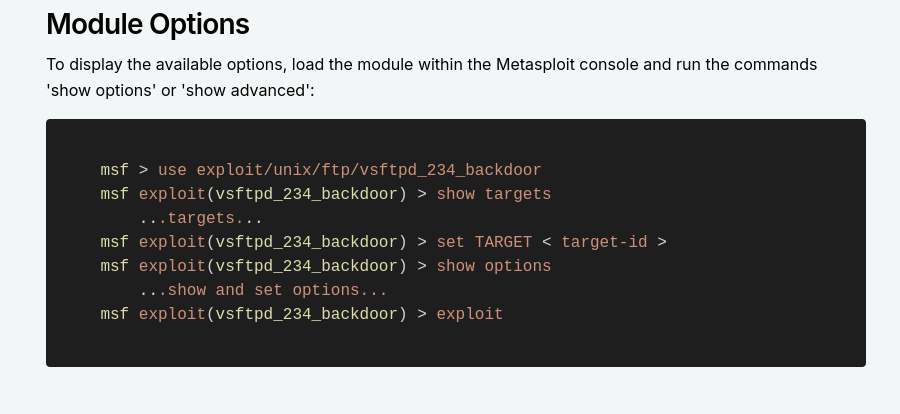 Module Options
To display the available options, load the module within the Metasploit console and run the commands
'show options' or 'show advanced':
msf > use exploit/unix/ftp/vsftpd_234_backdoor
msf exploit(vsftpd_234_backdoor) > show targets
    ...targets...
msf exploit(vsftpd_234_backdoor) > set TARGET < target-id >
msf exploit(vsftpd_234_backdoor) > show options
    ...show and set options...
msf exploit(vsftpd_234_backdoor) > exploit